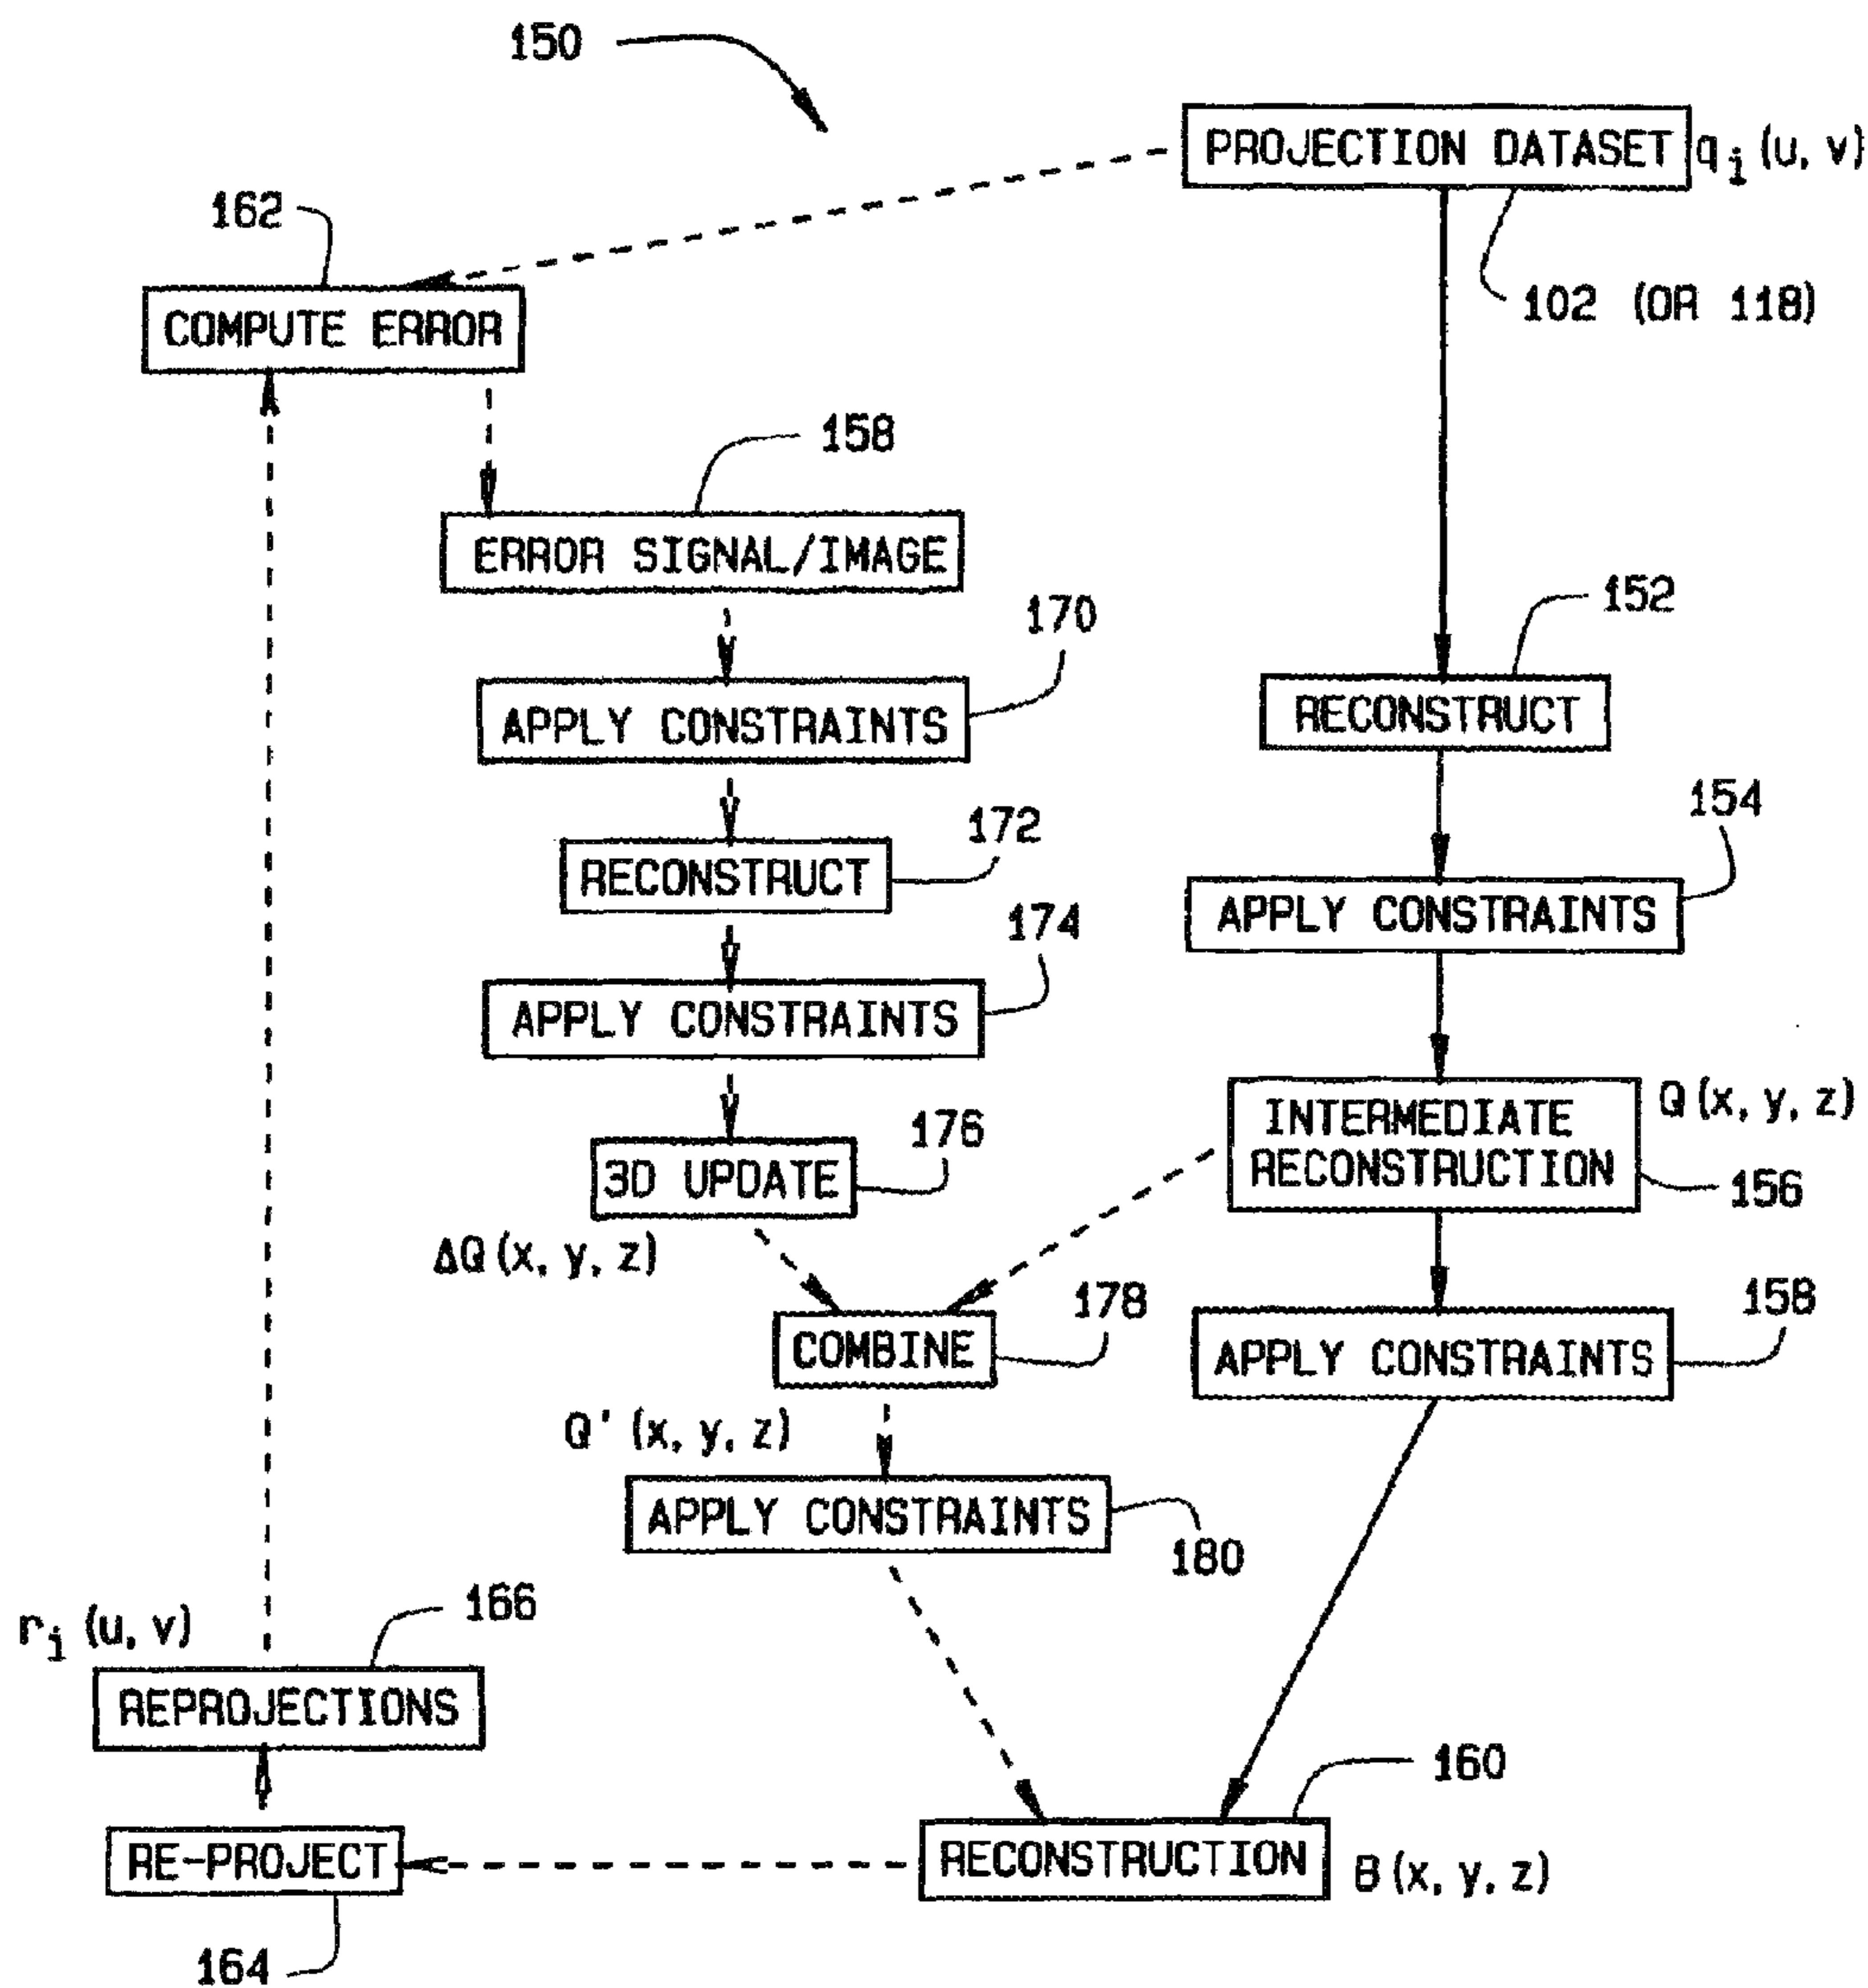 150
PROJECTION DATASET q_i (u, v)
162
102 (OR 118)
COMPUTE ERROR
158
ERROR SIGNAL/IMAGE
170
152
APPLY CONSTRAINTS
RECONSTRUCT
154
172
RECONSTRUCT
174
APPLY CONSTRAINTS
APPLY CONSTRAINTS
176
INTERMEDIATE
RECONSTRUCTION
Q (x, y, z)
3D UPDATE
156
ΔQ (x, y, z)
178
158
COMBINE
APPLY CONSTRAINTS
Q' (x, y, z)
APPLY CONSTRAINTS
180
166
r_i (u, v)
REPROJECTIONS
160
RE-PROJECT
RECONSTRUCTION
B (x, y, z)
164